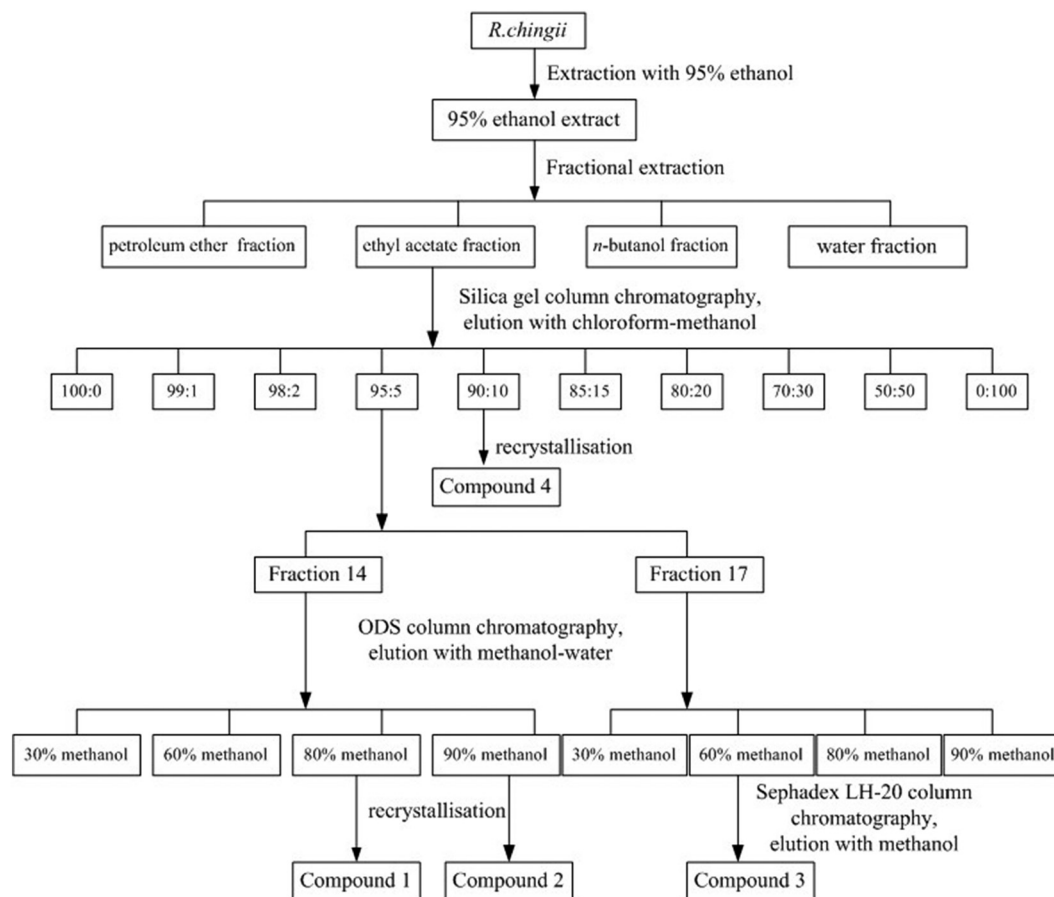 R.chingii
Extraction with 95% ethanol
95% ethanol extract
Fractional extraction
petroleum ether fraction
ethyl acetate fraction
n-butanol fraction
water fraction
Silica gel column chromatography,
elution with chloroform-methanol
100:0
99:1
98:2
95:5
90:10
85:15
80:20
70:30
50:50
0:100
recrystallisation
Compound 4
Fraction 14
Fraction 17
ODS column chromatography,
elution with methanol-water
30% methanol
60% methanol
80% methanol
90% methanol
30% methanol
60% methanol
80% methanol
90% methanol
recrystallisation
Sephadex LH-20 column
chromatography,
elution with methanol
Compound 1
Compound 2
Compound 3